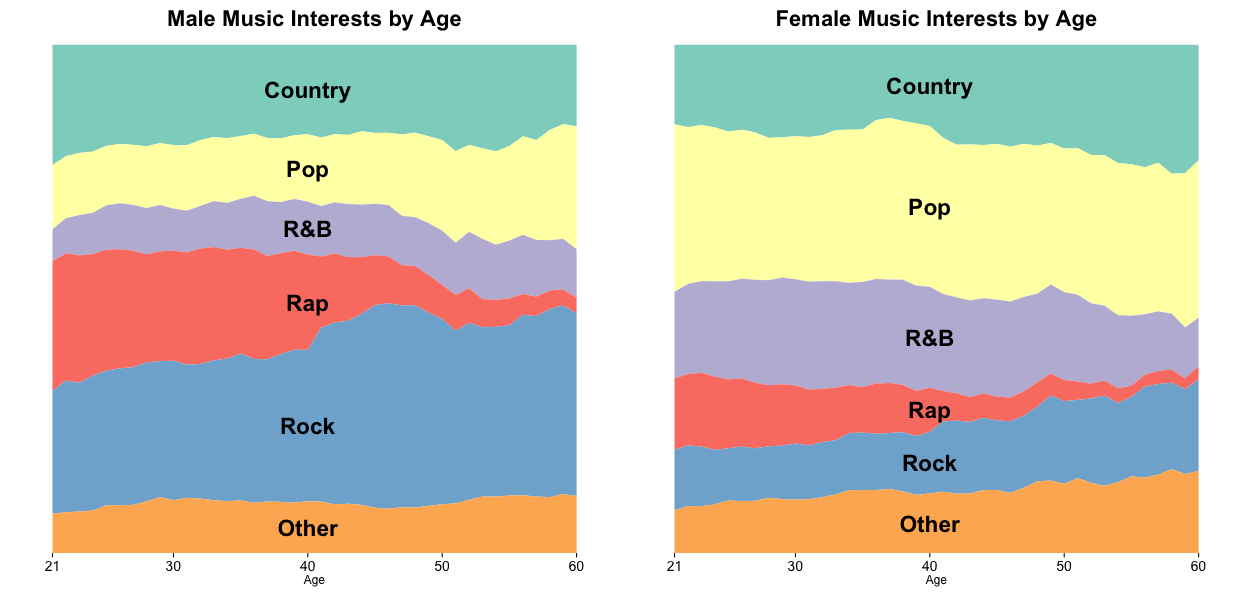 Male Music Interests by Age
Country
Pop
R&B
Rap
Rock
Other
21 30 40 50 60
Age
Female Music Interests by Age
Country
Pop
R&B
Rap
Rock
Other
21 30 40 50 60
Age